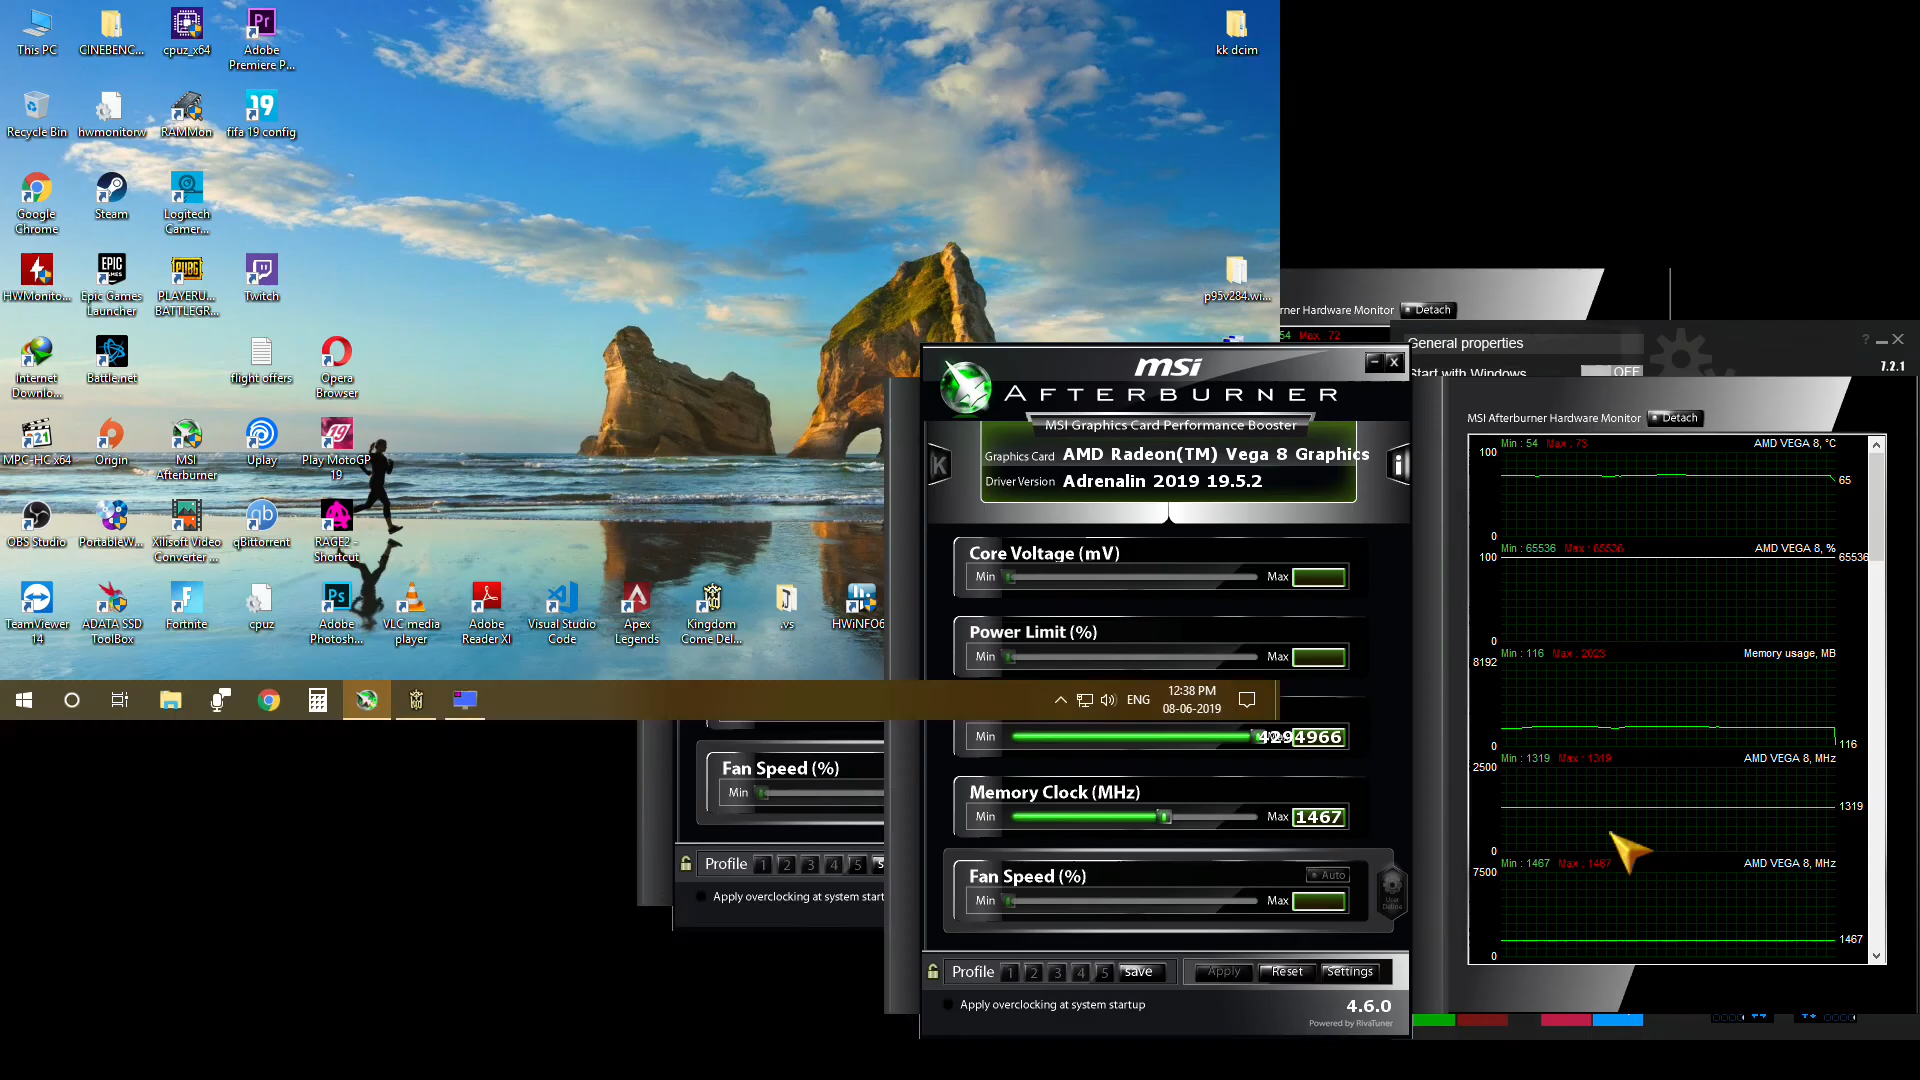 This PC
CINEBENC...
cpuz_x64
Adobe
Premiere P...
kk dcim
Recycle Bin
hwmonitorw
RAMMon
fifa 19 config
Google
Chrome
Steam
Logitech
Camer...
HWMonito...
Epic Games
Launcher
PLAYERU...
BATTLEGR...
Twitch
p95v284.wi...
Internet
Downlo...
Battle.net
flight offers
Opera
Browser
MPC-HC x64
Origin
MSI
Afterburner
Uplay
Play MotoGP
19
OBS Studio
PortableW...
Xilisoft Video
Converter ...
qBittorrent
RAGE2 -
Shortcut
TeamViewer
14
ADATA SSD
ToolBox
Fortnite
cpuz
Adobe
Photosh...
VLC media
player
Adobe
Reader XI
Visual Studio
Code
Apex
Legends
Kingdom
Come Del...
.vs
HWiNFO6
ENG
12:38 PM
08-06-2019
rner Hardware Monitor
Detach
54 Max : 72
General properties
Start with Windows
OFF
7.2.1
msi
AFTERBURNER
MSI Graphics Card Performance Booster
K
i
Graphics Card AMD Radeon(TM) Vega 8 Graphics
Driver Version Adrenalin 2019 19.5.2
Core Voltage (mV)
Min Max
Power Limit (%)
Min Max
Min 4294966
Memory Clock (MHz)
Min Max 1467
Fan Speed (%)
Auto
Min Max
User
Define
Profile 1 2 3 4 5 save
Apply Reset Settings
Apply overclocking at system startup
4.6.0
Powered by RivaTuner
Fan Speed (%)
Min
Profile 1 2 3 4 5 s
Apply overclocking at system start
MSI Afterburner Hardware Monitor
Detach
Min : 54 Max : 73
AMD VEGA 8, °C
100
65
0
Min : 65536 Max : 65536
AMD VEGA 8, %
100
65536
0
Min : 116 Max : 2023
Memory usage, MB
8192
116
0
Min : 1319 Max : 1319
AMD VEGA 8, MHz
2500
1319
0
Min : 1467 Max : 1467
AMD VEGA 8, MHz
7500
1467
0